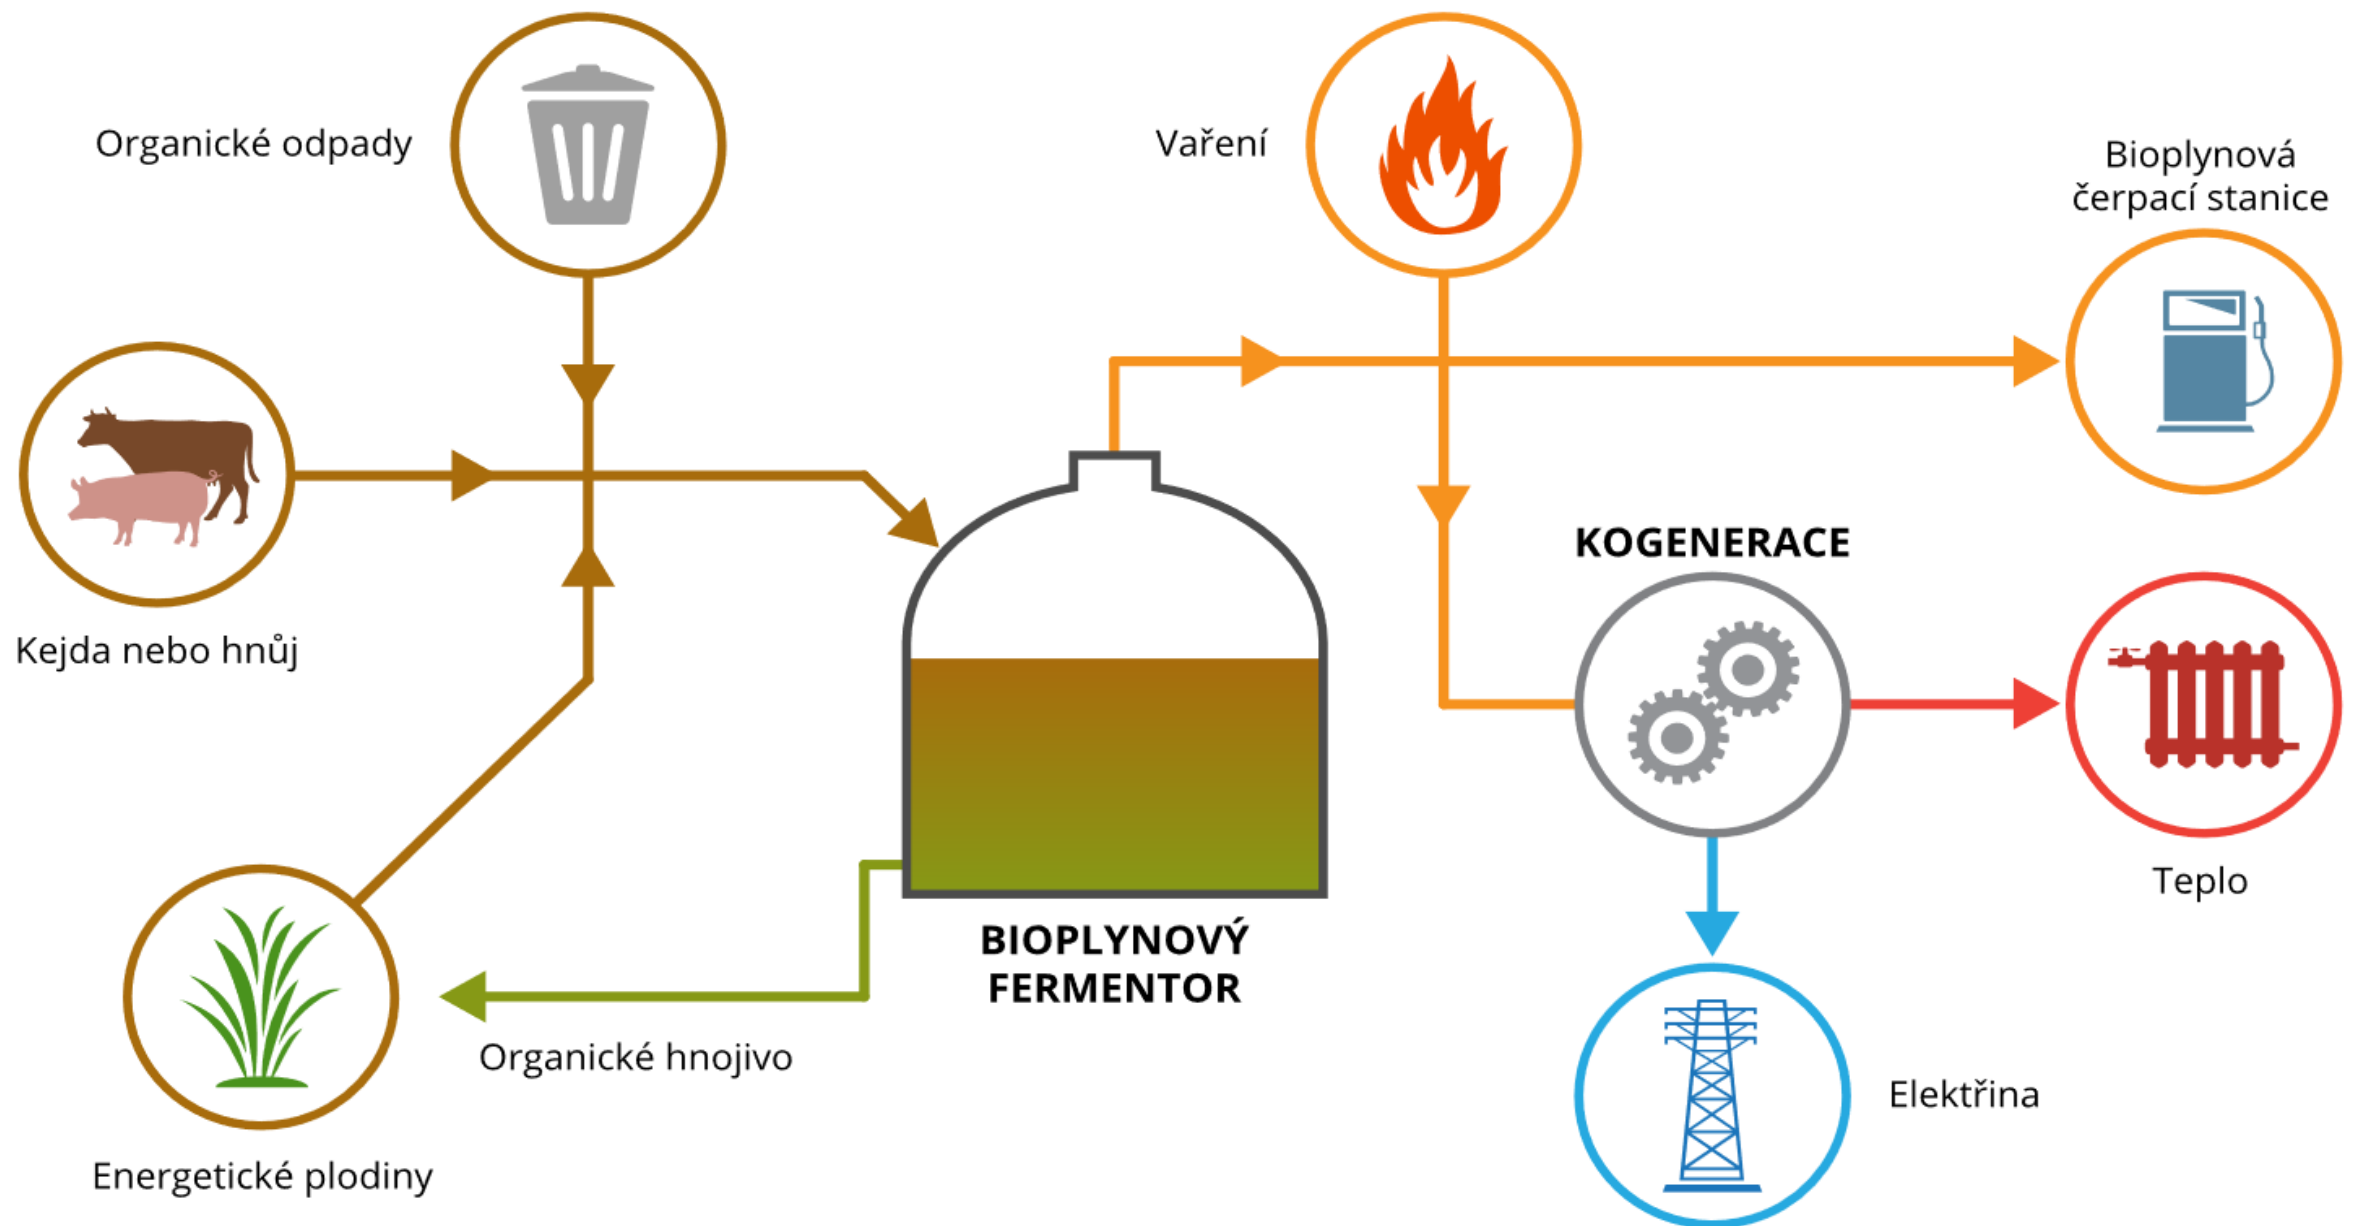 Organické odpady
Vaření
Bioplynová
čerpací stanice
KOGENERACE
Kejda nebo hnůj
Teplo
BIOPLYNOVÝ
FERMENTOR
Organické hnojivo
Elektřina
Energetické plodiny